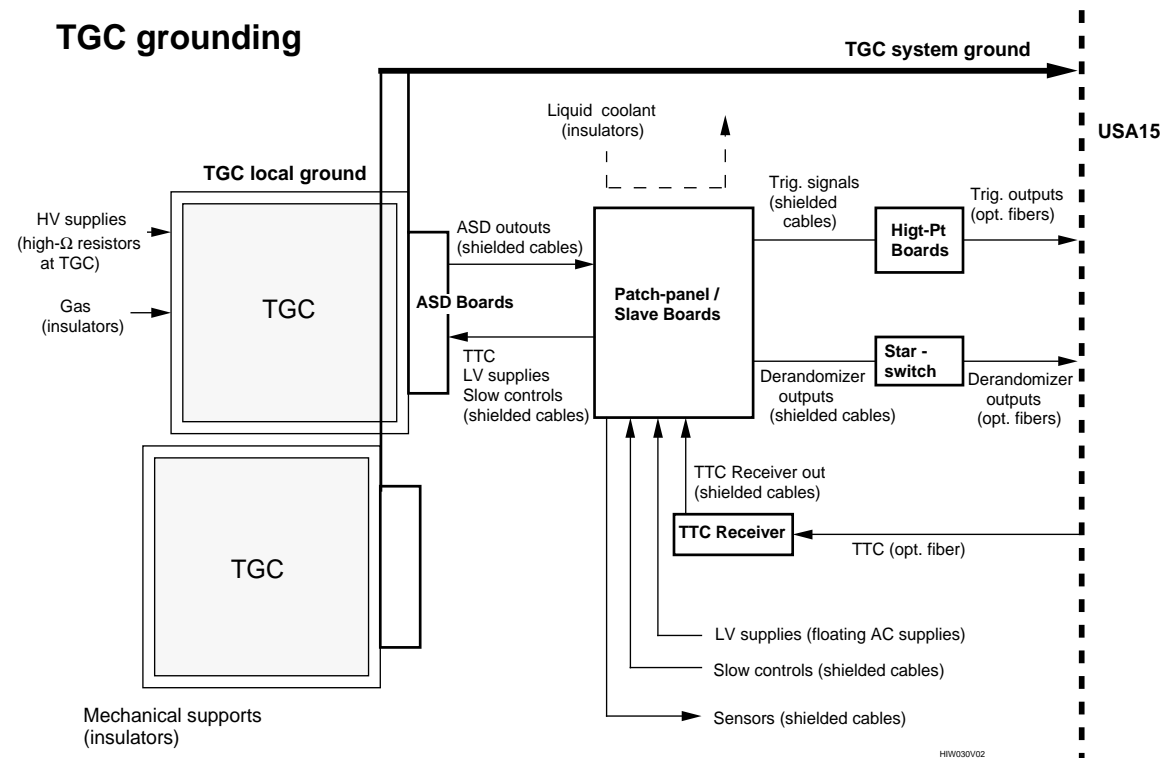 TGC grounding
TGC system ground
USA15
Liquid coolant
(insulators)
TGC local ground
HV supplies
(high-Ω resistors
at TGC)
Gas
(insulators)
TGC
ASD Boards
ASD outouts
(shielded cables)
TTC
LV supplies
Slow controls
(shielded cables)
Patch-panel /
Slave Boards
Trig. signals
(shielded
cables)
Higt-Pt
Boards
Trig. outputs
(opt. fibers)
Derandomizer
outputs
(shielded cables)
Star -
switch
Derandomizer
outputs
(opt. fibers)
TTC Receiver out
(shielded cables)
TTC Receiver
TTC (opt. fiber)
TGC
LV supplies (floating AC supplies)
Slow controls (shielded cables)
Sensors (shielded cables)
Mechanical supports
(insulators)
HIW030V02